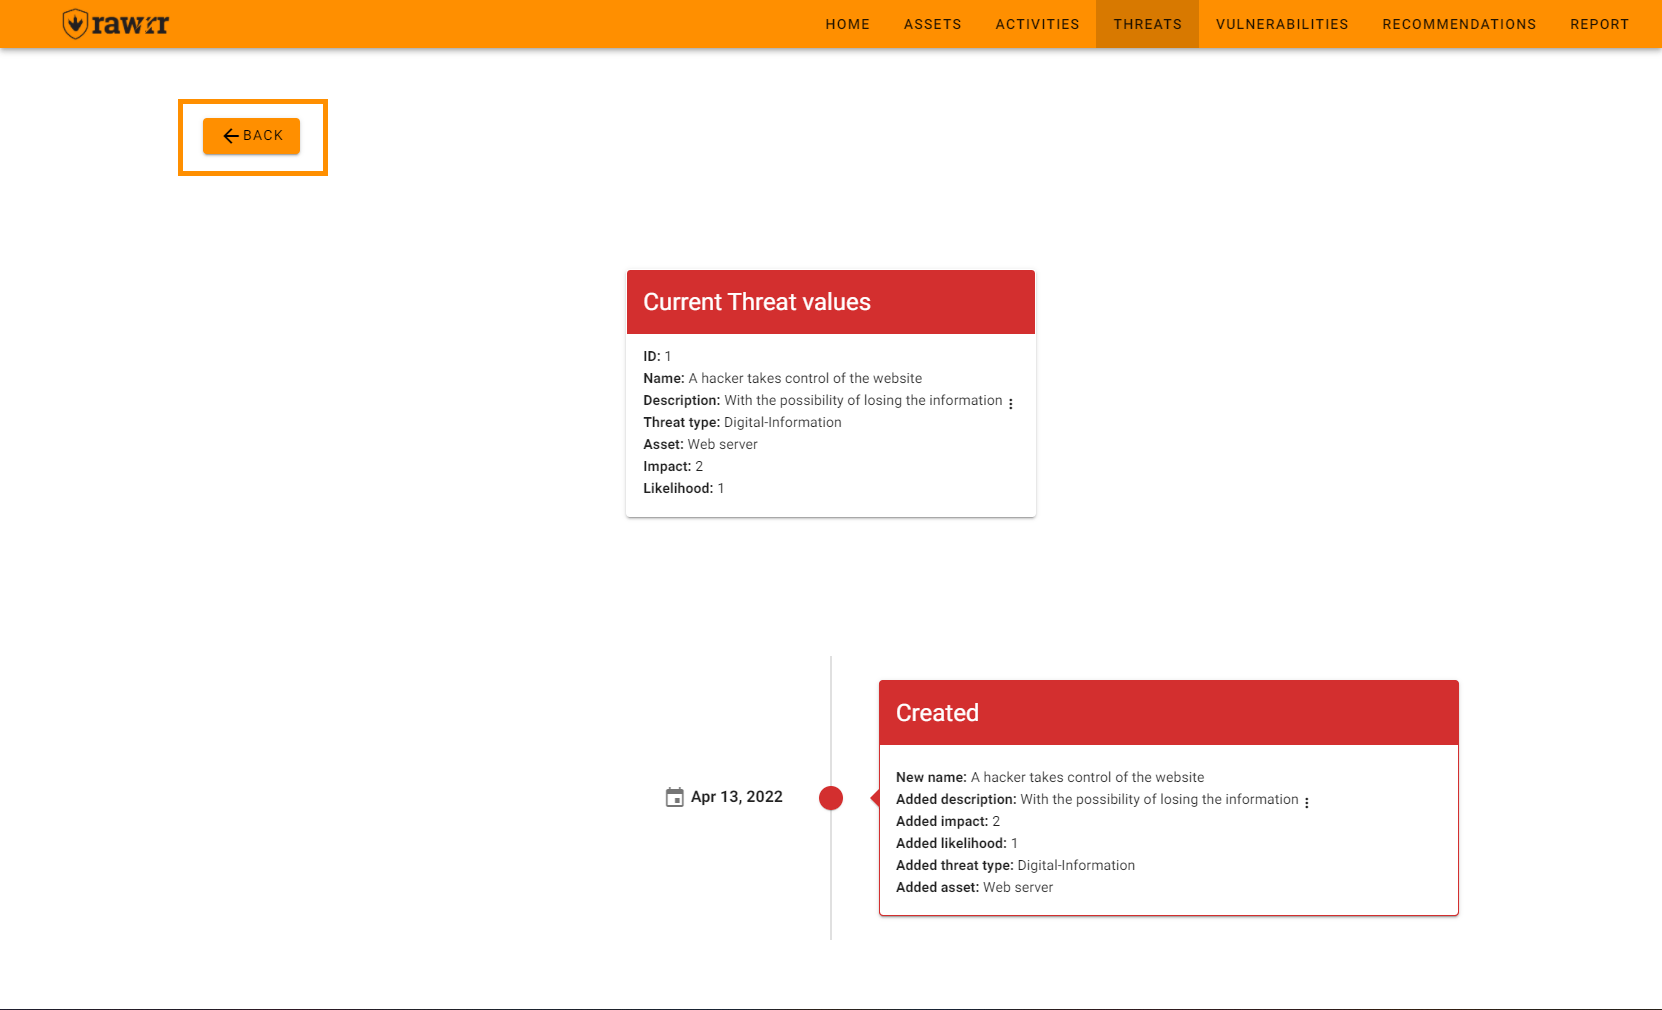 rawrr
HOME ASSETS ACTIVITIES THREATS VULNERABILITIES RECOMMENDATIONS REPORT
BACK
Current Threat values
ID: 1
Name: A hacker takes control of the website
Description: With the possibility of losing the information
Threat type: Digital-Information
Asset: Web server
Impact: 2
Likelihood: 1
Apr 13, 2022
Created
New name: A hacker takes control of the website
Added description: With the possibility of losing the information
Added impact: 2
Added likelihood: 1
Added threat type: Digital-Information
Added asset: Web server